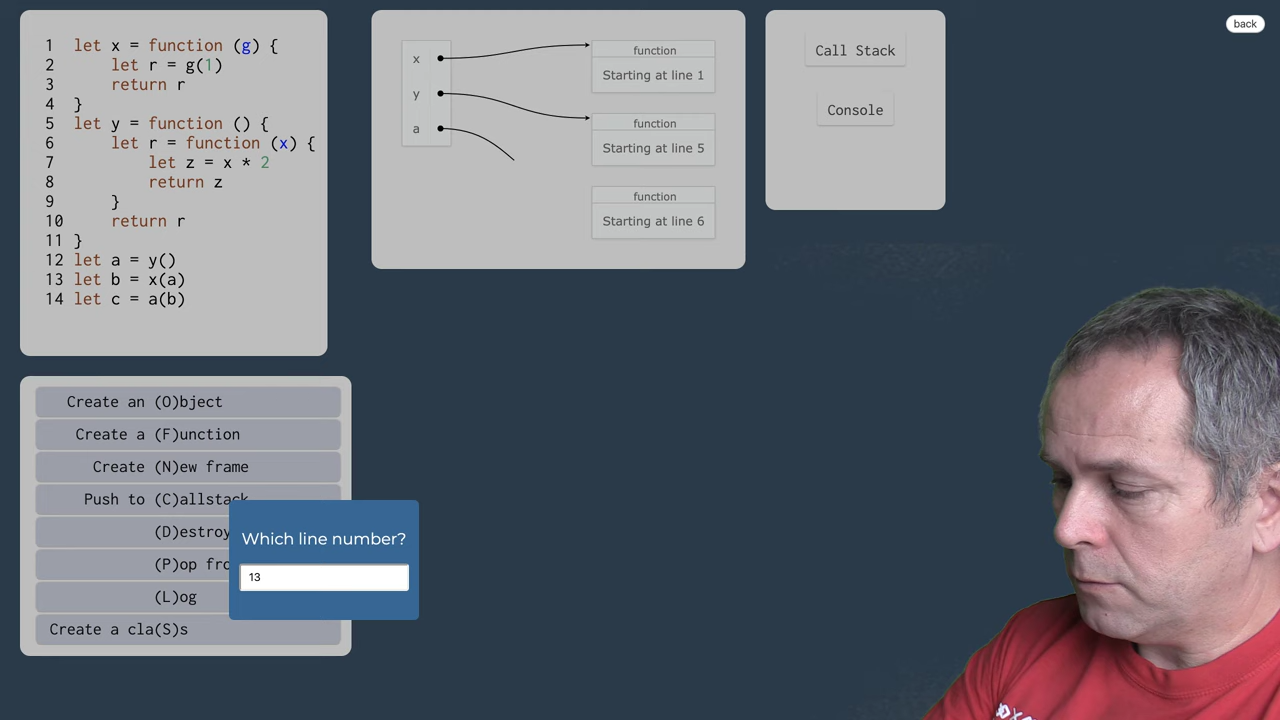 1 let x = function (g) {
2 let r = g(1)
3 return r
4 }
5 let y = function () {
6 let r = function (x) {
7 let z = x * 2
8 return z
9 }
10 return r
11 }
12 let a = y()
13 let b = x(a)
14 let c = a(b)
x
y
a
function
Starting at line 1
function
Starting at line 5
function
Starting at line 6
Call Stack
Console
back
Create an (O)bject
Create a (F)unction
Create (N)ew frame
Push to (C)allstack
(D)estroy
(P)op fro
(L)og
Create a cla(S)s
Which line number?
13